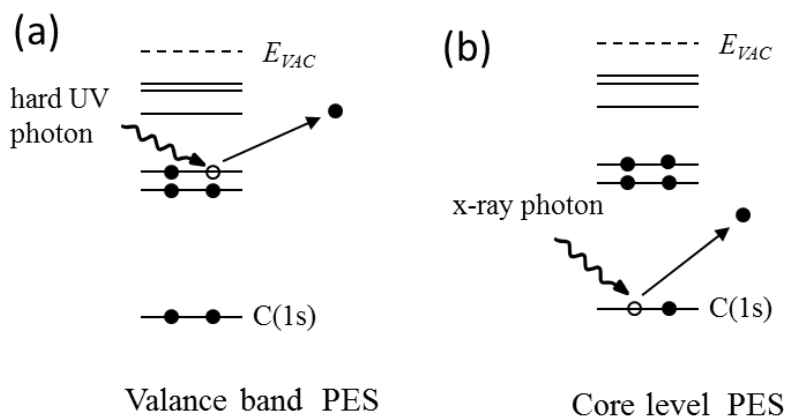 (a)
E_VAC
hard UV
photon
C(1s)
Valance band PES
(b)
E_VAC
x-ray photon
C(1s)
Core level PES